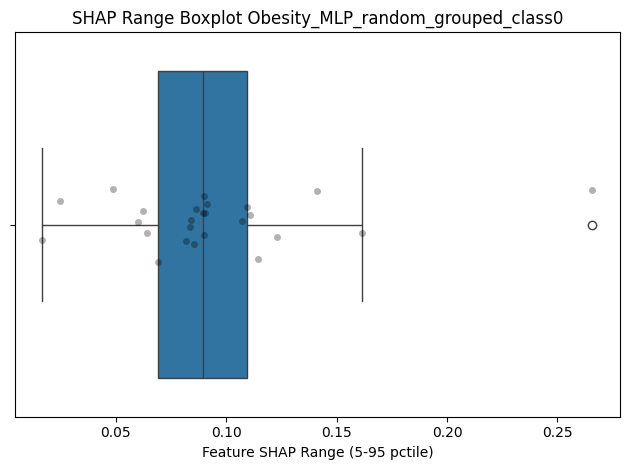 SHAP Range Boxplot Obesity_MLP_random_grouped_class0
0.05 0.10 0.15 0.20 0.25
Feature SHAP Range (5-95 pctile)